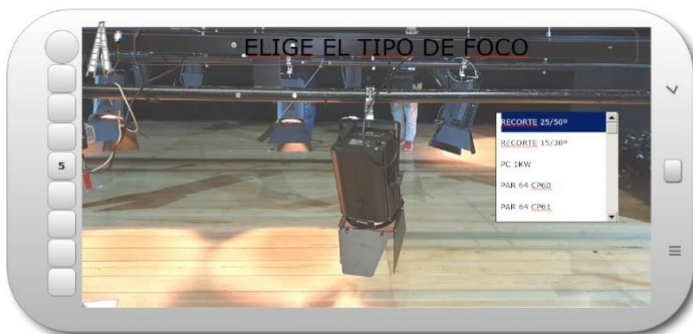 ELIGE EL TIPO DE FOCO
RECORTE 25/50º
RECORTE 15/30º
PC 1KW
PAR 64 CP60
PAR 64 CP61
5